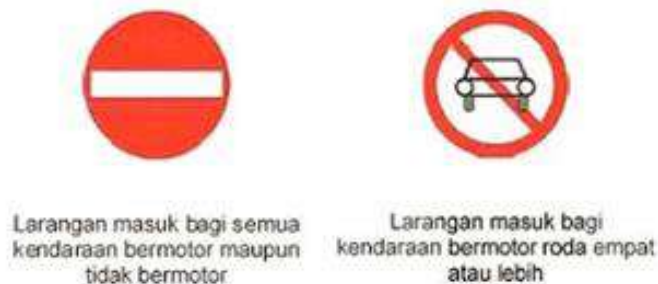 Larangan masuk bagi semua
kendaraan bermotor maupun
tidak bermotor
Larangan masuk bagi
kendaraan bermotor roda empat
atau lebih